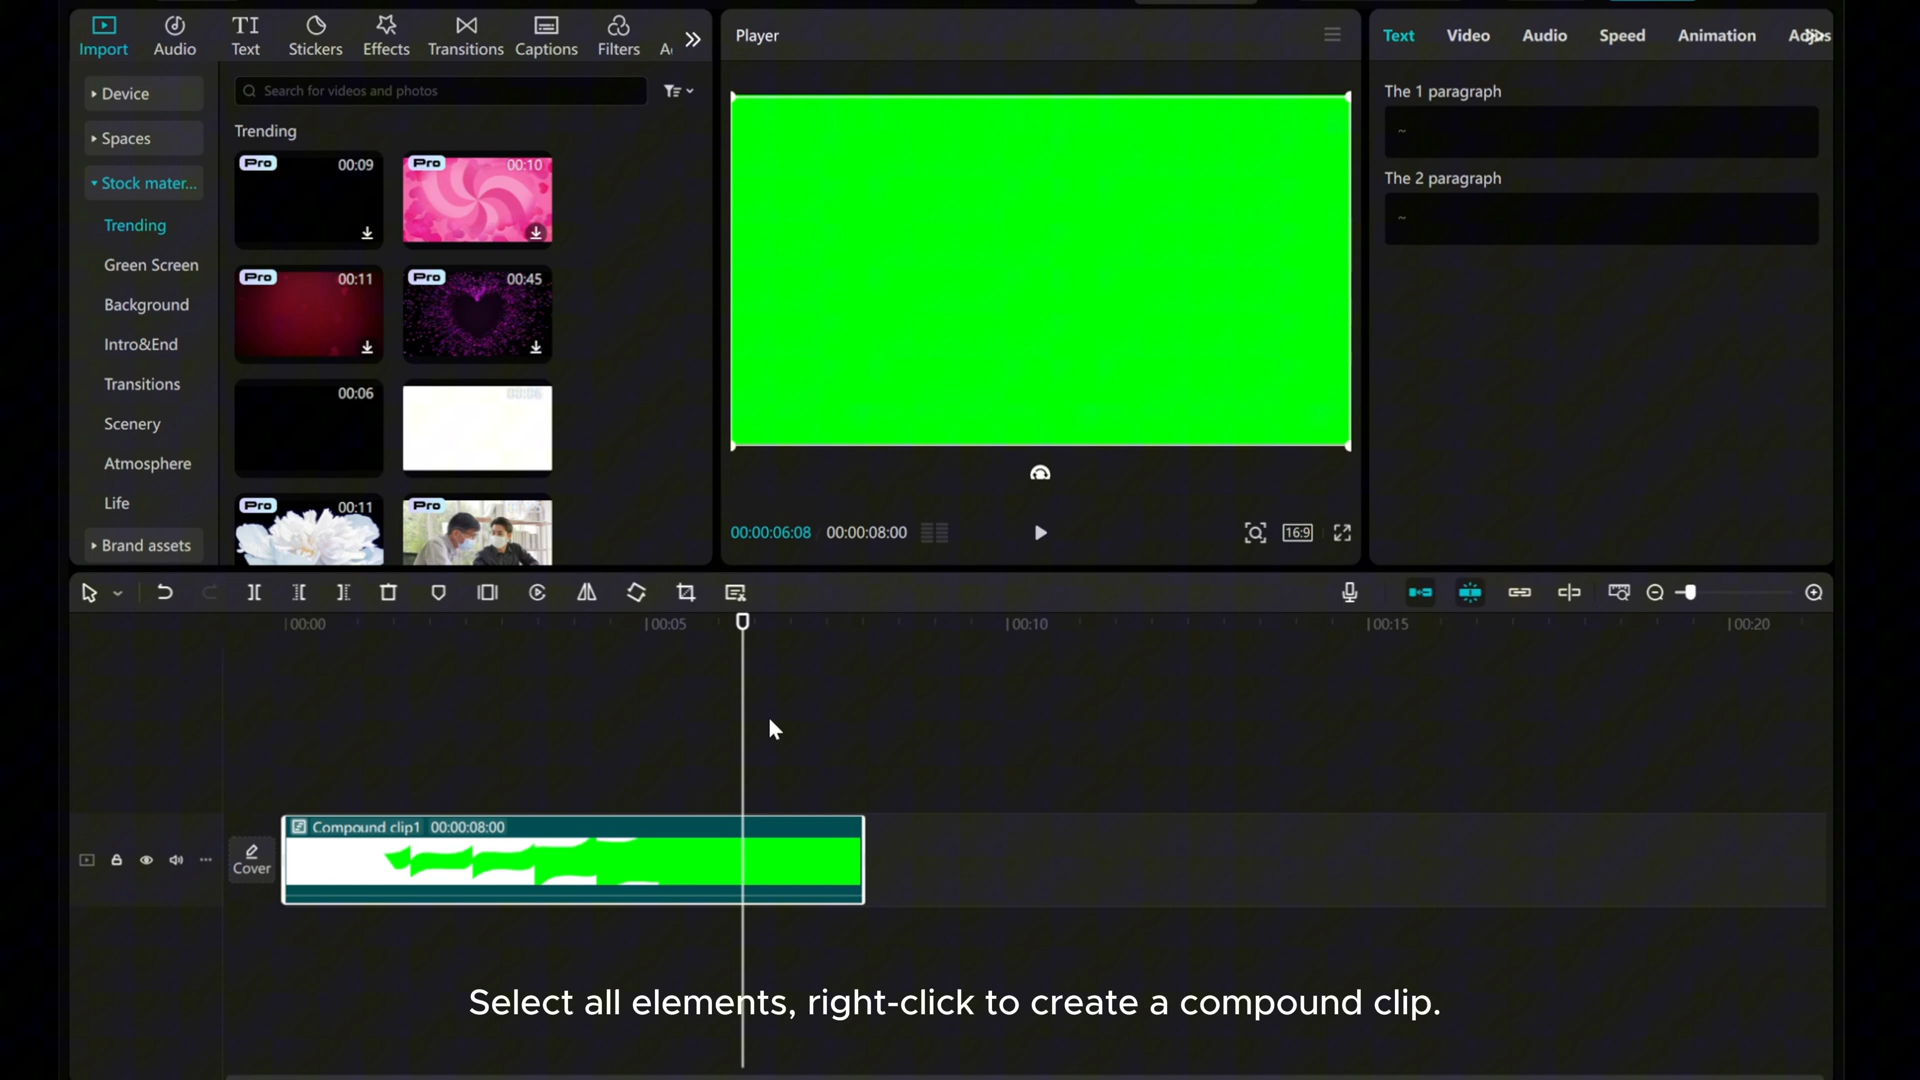 Import
Audio
TI
Text
Stickers
Effects
Transitions
Captions
Filters
Device
Spaces
Stock mater...
Trending
Green Screen
Background
Intro&End
Transitions
Scenery
Atmosphere
Life
Brand assets
Search for videos and photos
Trending
Pro 00:09
Pro 00:10
Pro 00:11
Pro 00:45
00:06
00:06
Pro 00:11
Pro
Player
00:00:06:08 00:00:08:00
16:9
Text Video Audio Speed Animation
The 1 paragraph
~
The 2 paragraph
~
00:00 00:05 00:10 00:15 00:20
Compound clip1 00:00:08:00
Cover
Select all elements, right-click to create a compound clip.